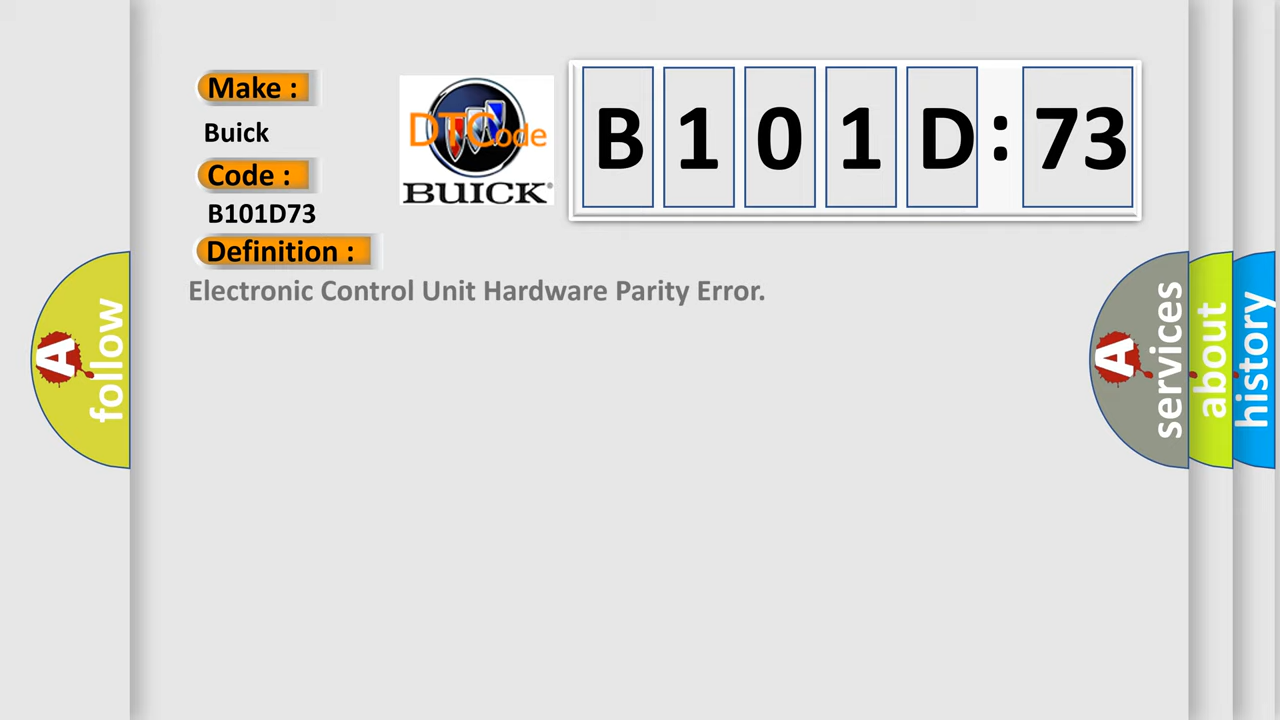 Make :
Buick
Code :
B101D73
Definition :
Electronic Control Unit Hardware Parity Error.
DTCode
BUICK®
B 1 0 1 D : 73
A follow
A services
about
history